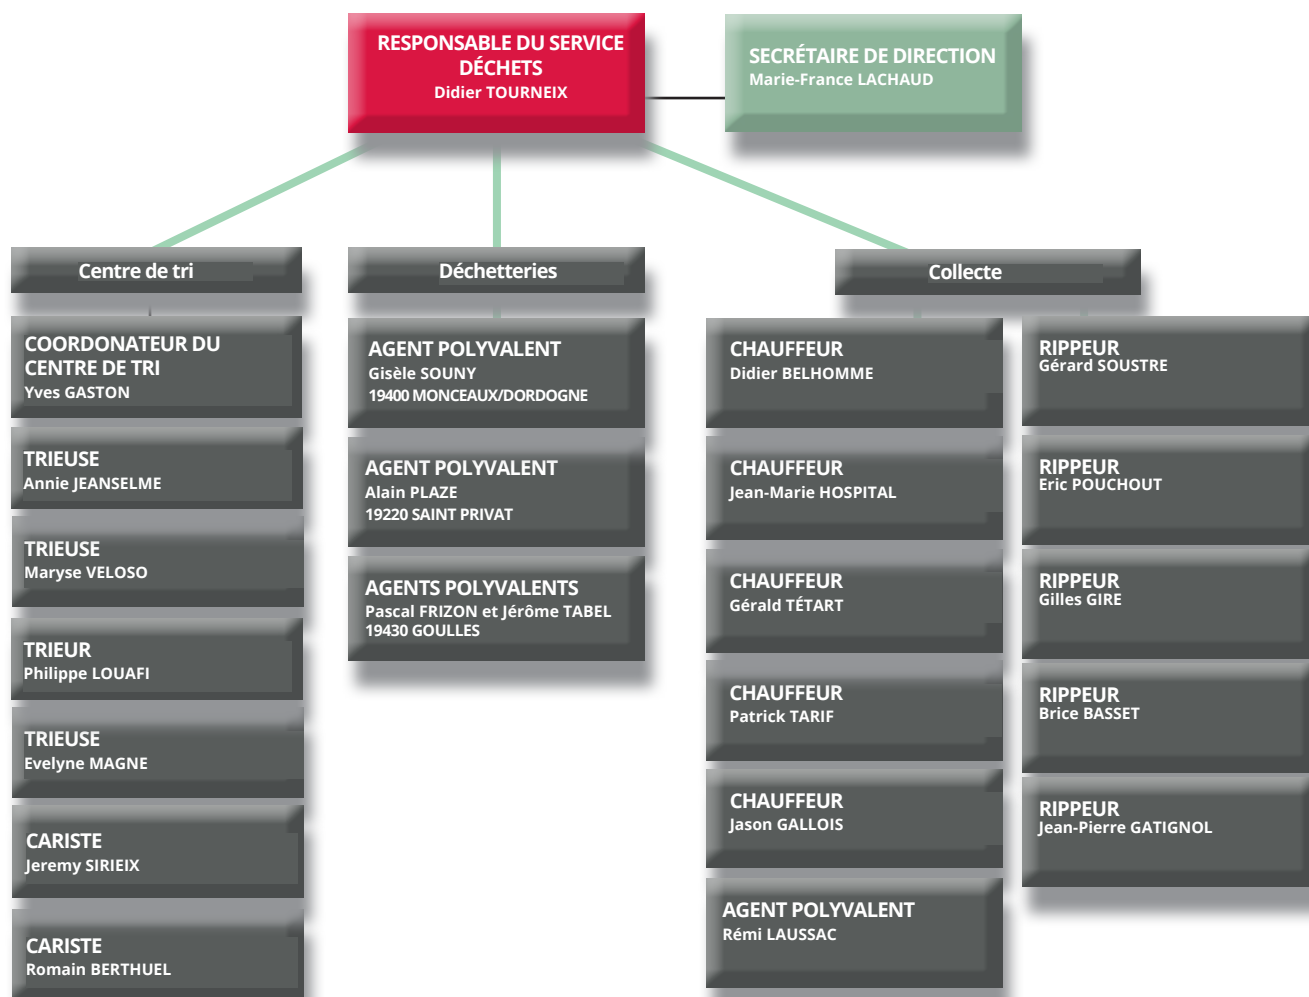 RESPONSABLE DU SERVICE
DÉCHETS
Didier TOURNEIX
SECRÉTAIRE DE DIRECTION
Marie-France LACHAUD
Centre de tri
COORDONATEUR DU
CENTRE DE TRI
Yves GASTON
TRIEUSE
Annie JEANSELME
TRIEUSE
Maryse VELOSO
TRIEUR
Philippe LOUAFI
TRIEUSE
Evelyne MAGNE
CARISTE
Jeremy SIRIEIX
CARISTE
Romain BERTHUEL
Déchetteries
AGENT POLYVALENT
Gisèle SOUNY
19400 MONCEAUX/DORDOGNE
AGENT POLYVALENT
Alain PLAZE
19220 SAINT PRIVAT
AGENTS POLYVALENTS
Pascal FRIZON et Jérôme TABEL
19430 GOULLES
Collecte
CHAUFFEUR
Didier BELHOMME
CHAUFFEUR
Jean-Marie HOSPITAL
CHAUFFEUR
Gérald TÉTART
CHAUFFEUR
Patrick TARIF
CHAUFFEUR
Jason GALLOIS
AGENT POLYVALENT
Rémi LAUSSAC
RIPPEUR
Gérard SOUSTRE
RIPPEUR
Eric POUCHOUT
RIPPEUR
Gilles GIRE
RIPPEUR
Brice BASSET
RIPPEUR
Jean-Pierre GATIGNOL